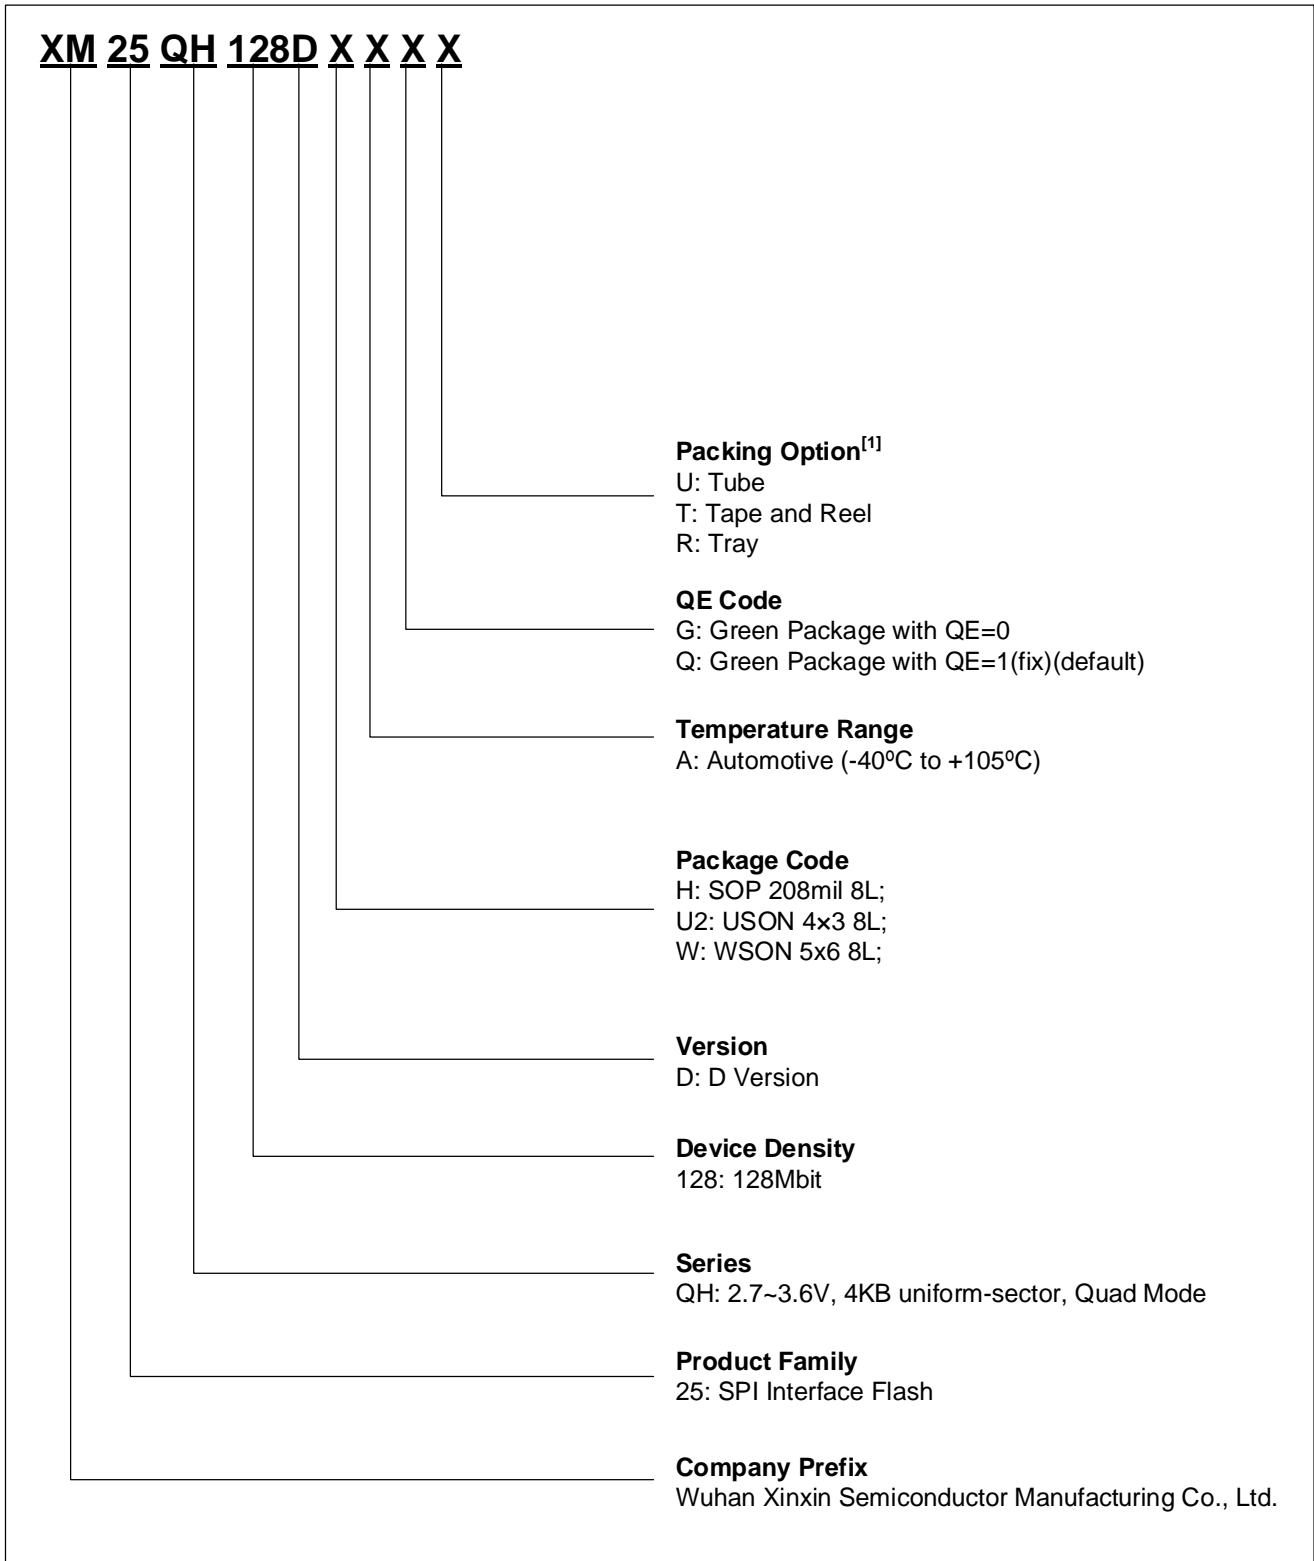 XM 25 QH 128D X X X X
Packing Option[1]
U: Tube
T: Tape and Reel
R: Tray
QE Code
G: Green Package with QE=0
Q: Green Package with QE=1(fix)(default)
Temperature Range
A: Automotive (-40ºC to +105ºC)
Package Code
H: SOP 208mil 8L;
U2: USON 4×3 8L;
W: WSON 5x6 8L;
Version
D: D Version
Device Density
128: 128Mbit
Series
QH: 2.7~3.6V, 4KB uniform-sector, Quad Mode
Product Family
25: SPI Interface Flash
Company Prefix
Wuhan Xinxin Semiconductor Manufacturing Co., Ltd.